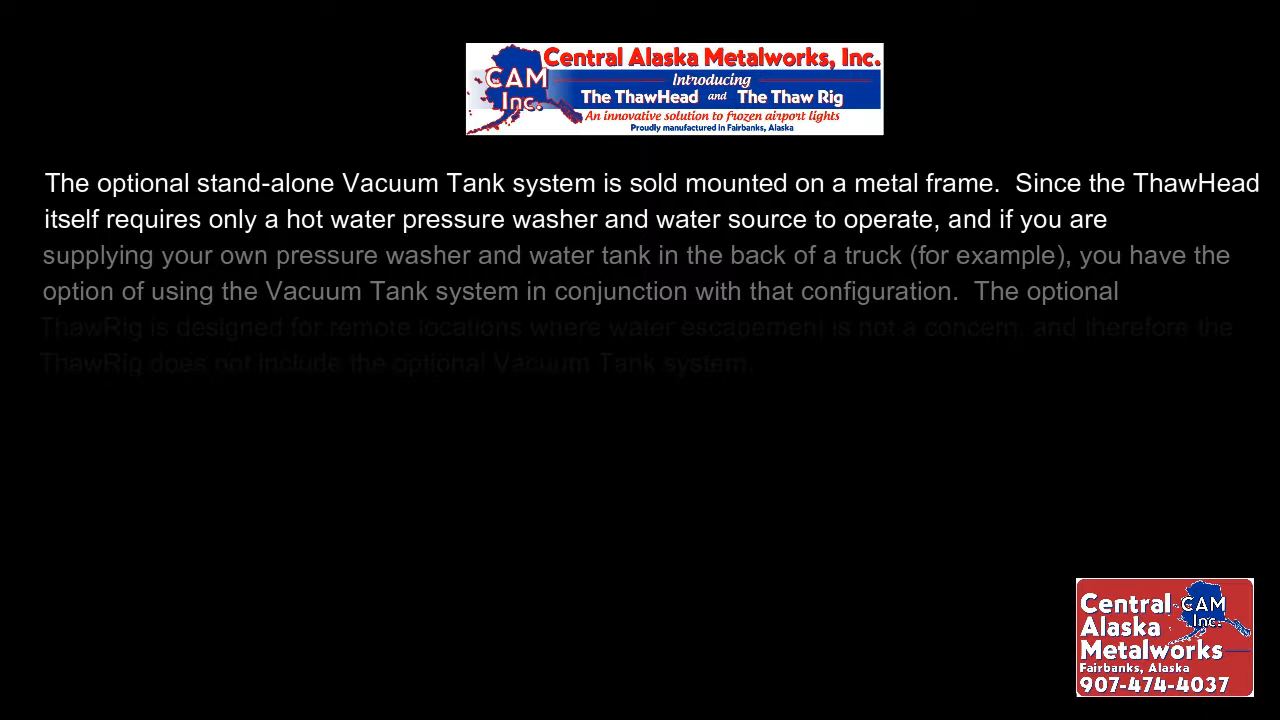 Central Alaska Metalworks, Inc.
CAM
Inc.
Introducing
The ThawHead and The Thaw Rig
An innovative solution to frozen airport lights
Proudly manufactured in Fairbanks, Alaska
The optional stand-alone Vacuum Tank system is sold mounted on a metal frame. Since the ThawHead
itself requires only a hot water pressure washer and water source to operate, and if you are
supplying your own pressure washer and water tank in the back of a truck (for example), you have the
option of using the Vacuum Tank system in conjunction with that configuration. The optional
ThawRig is designed for remote locations where water escapement is not a concern, and therefore the
ThawRig does not include the optional Vacuum Tank system.
Central
Alaska
Metalworks
CAM
Inc.
Fairbanks, Alaska
907-474-4037